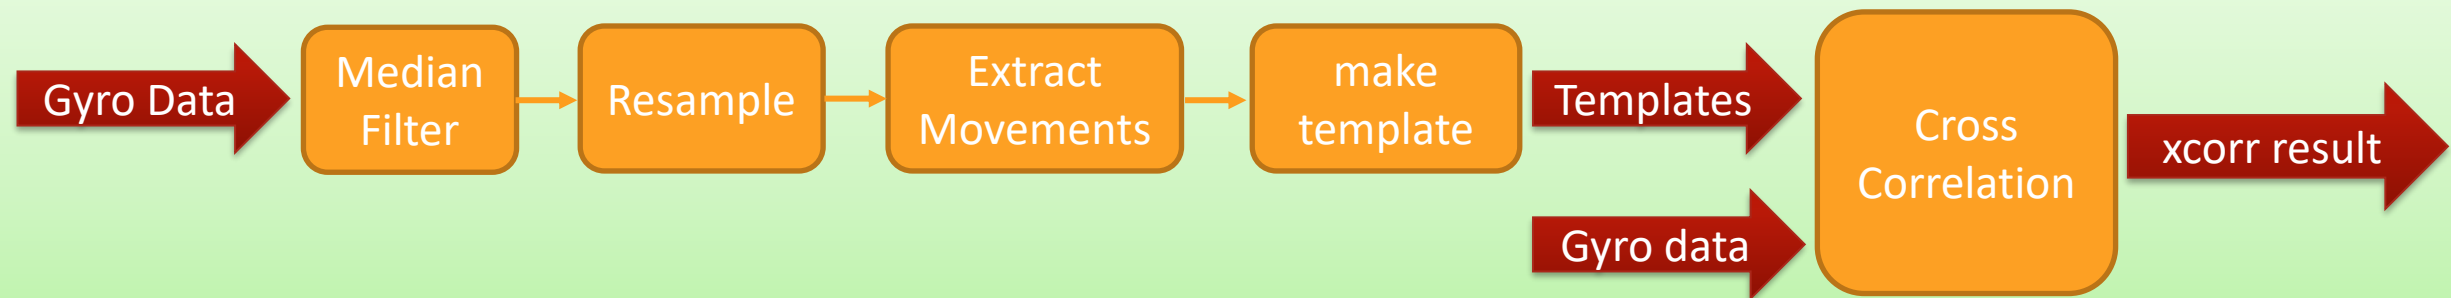 Gyro Data
Median
Filter
Resample
Extract
Movements
make
template
Templates
Gyro data
Cross
Correlation
xcorr result